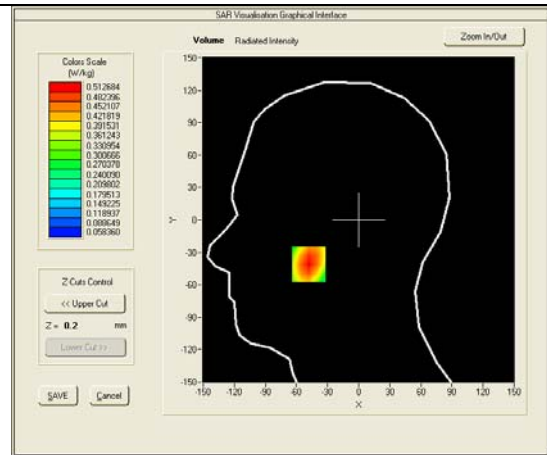 SAR Visualisation Graphical Interface
Volume Radiated Intensity
Zoom In/Out
Colors Scale
(W/kg)
0.512684
0.482396
0.452107
0.421819
0.391531
0.361243
0.330954
0.300666
0.270378
0.240090
0.209802
0.179513
0.149225
0.118937
0.088649
0.058360
Z Cuts Control
<< Upper Cut
Z = 0.2 mm
Lower Cut >>
SAVE Cancel
150
120
90
60
30
0
-30
-60
-90
-120
-150
Y
-150 -120 -90 -60 -30 0 30 60 90 120 150
X